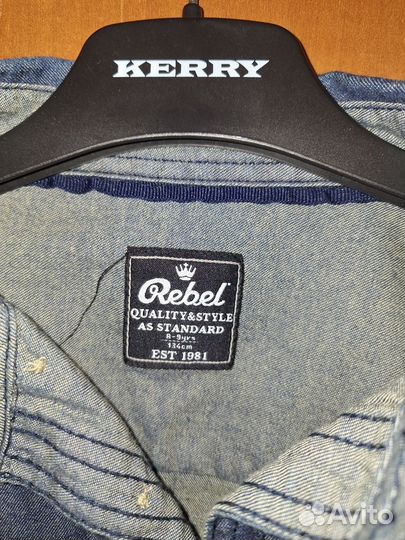 KERRY
Rebel
QUALITY&STYLE
AS STANDARD
8-9yrs
134cm
EST 1981
Avito